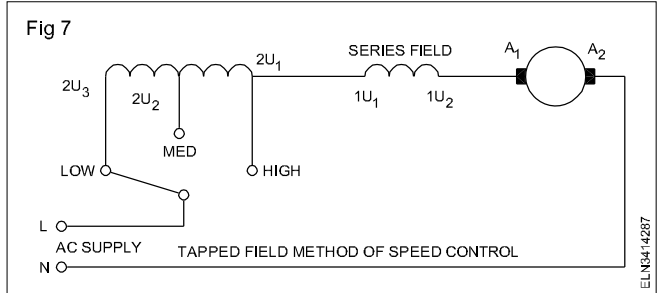 Fig 7
2U3
2U2
2U1
SERIES FIELD
1U1
1U2
A1
A2
MED
LOW
HIGH
L
AC SUPPLY
N
TAPPED FIELD METHOD OF SPEED CONTROL
ELN3414287